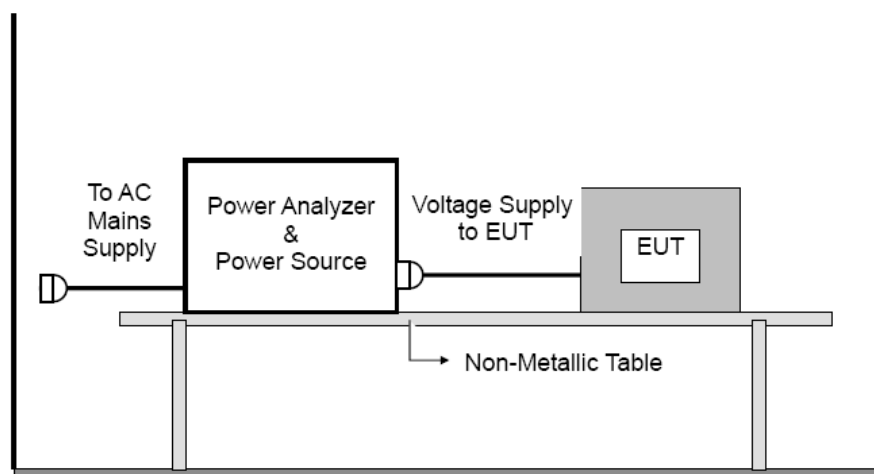 To AC
Mains
Supply
Power Analyzer
&
Power Source
Voltage Supply
to EUT
EUT
Non-Metallic Table